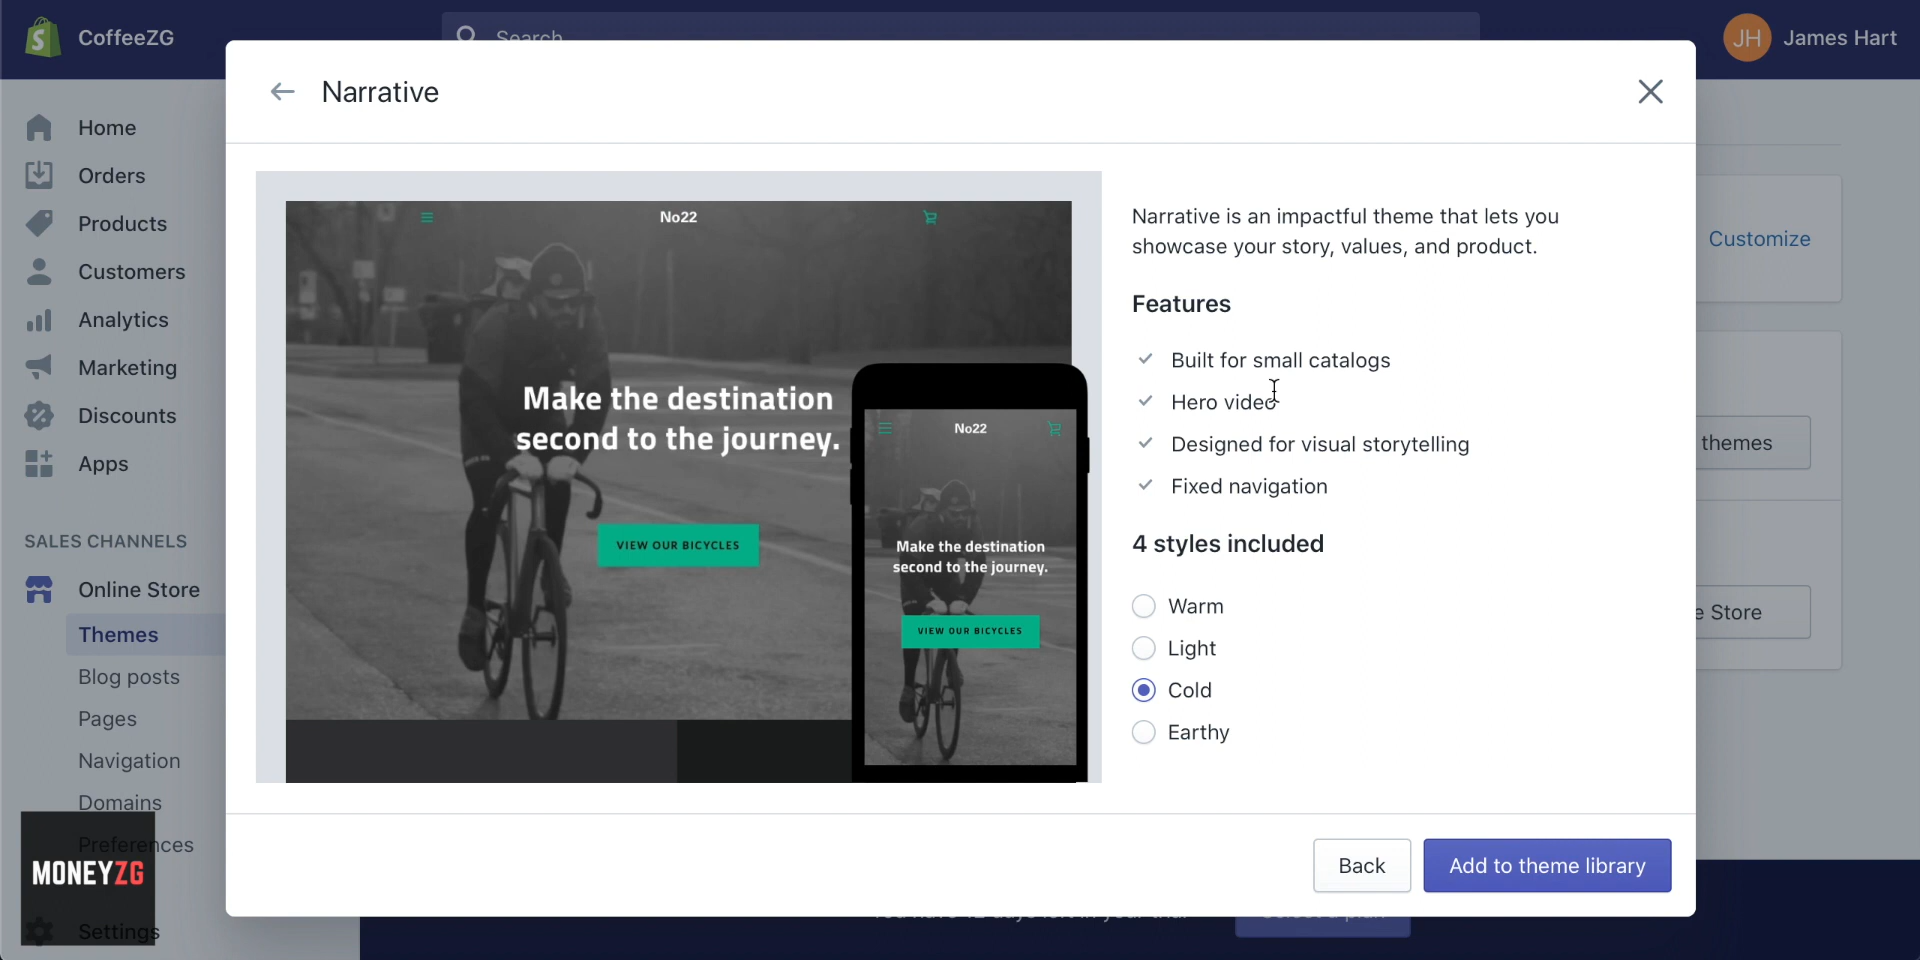 CoffeeZG
Search
JH James Hart
Home
Orders
Products
Customers
Analytics
Marketing
Discounts
Apps
SALES CHANNELS
Online Store
Themes
Blog posts
Pages
Navigation
Domains
Preferences
Settings
MONEYZG
Narrative
No22
Make the destination
second to the journey.
VIEW OUR BICYCLES
No22
Make the destination
second to the journey.
VIEW OUR BICYCLES
Narrative is an impactful theme that lets you
showcase your story, values, and product.
Features
Built for small catalogs
Hero video
Designed for visual storytelling
Fixed navigation
4 styles included
Warm
Light
Cold
Earthy
Back
Add to theme library
Customize
themes
Store